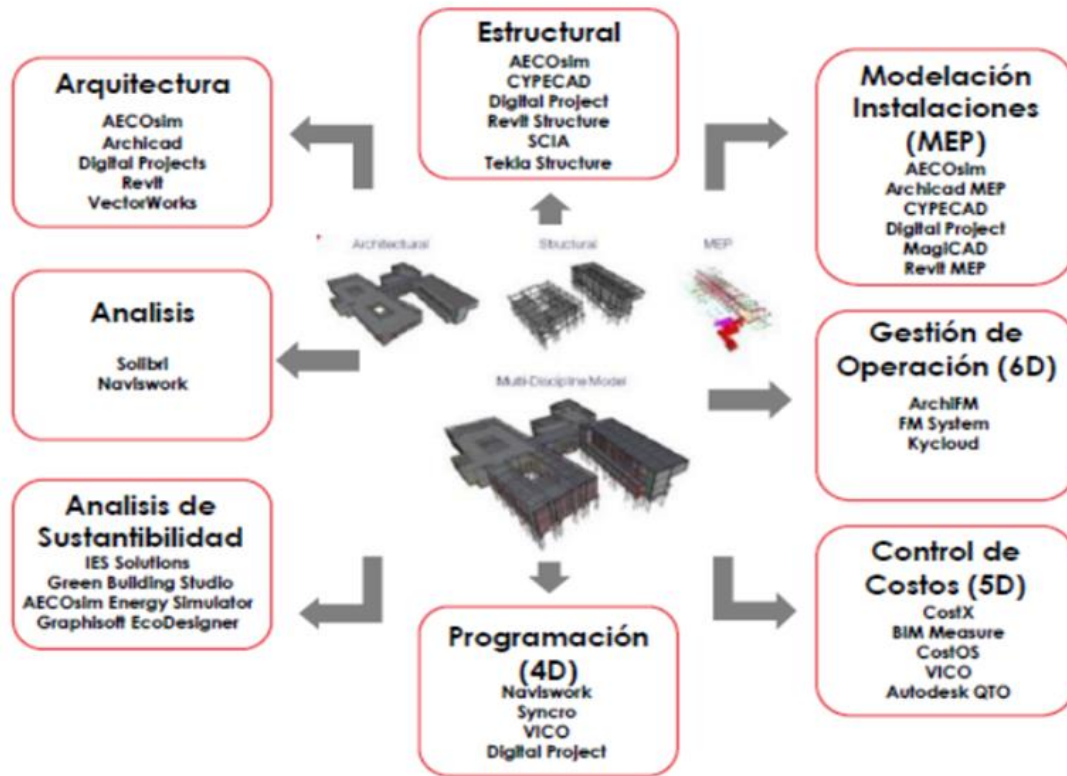 Estructural
AECOsim
CYPECAD
Digital Project
Revit Structure
SCIA
Tekla Structure
Arquitectura
AECOsim
Archicad
Digital Projects
Revit
VectorWorks
Modelación
Instalaciones
(MEP)
AECOsim
Archicad MEP
CYPECAD
Digital Project
MagiCAD
Revit MEP
Architectural
Structural
MEP
Analisis
Solibri
Naviswork
Multi-Discipline Model
Gestión de
Operación (6D)
ArchiFM
FM System
Kycloud
Analisis de
Sustantibilidad
IES Solutions
Green Building Studio
AECOsim Energy Simulator
Graphisoft EcoDesigner
Programación
(4D)
Naviswork
Syncro
VICO
Digital Project
Control de
Costos (5D)
CostX
BIM Measure
CostOS
VICO
Autodesk QTO